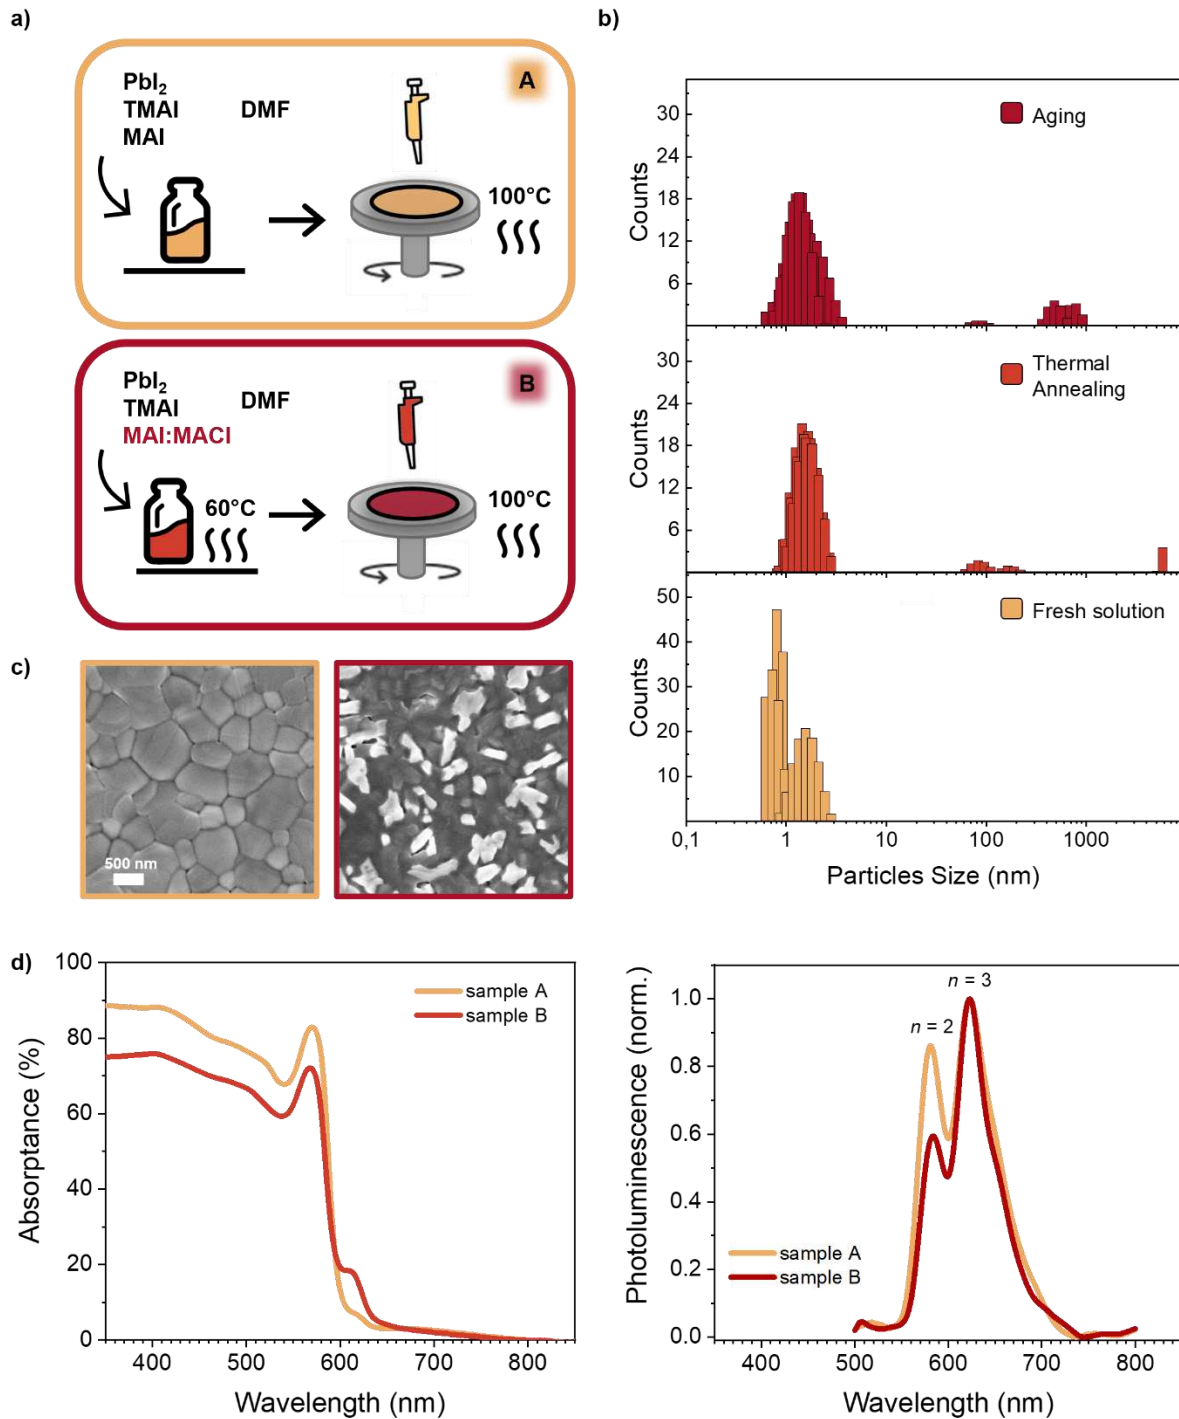 a)
A
PbI₂
TMAI
MAI
DMF
100°C
B
PbI₂
TMAI
MAI:MACl
DMF
60°C
100°C
b)
Aging
Counts
33
28
18
12
6
Thermal
Annealing
Counts
30
24
18
12
6
Fresh solution
Counts
50
40
30
20
10
0,1
1
10
100
1000
Particles Size (nm)
c)
500 nm
d)
Absorptance (%)
100
80
60
40
20
0
sample A
sample B
400
500
600
700
800
Wavelength (nm)
Photoluminescence (norm.)
1.0
0.8
0.6
0.4
0.2
0.0
n = 2
n = 3
sample A
sample B
400
500
600
700
800
Wavelength (nm)